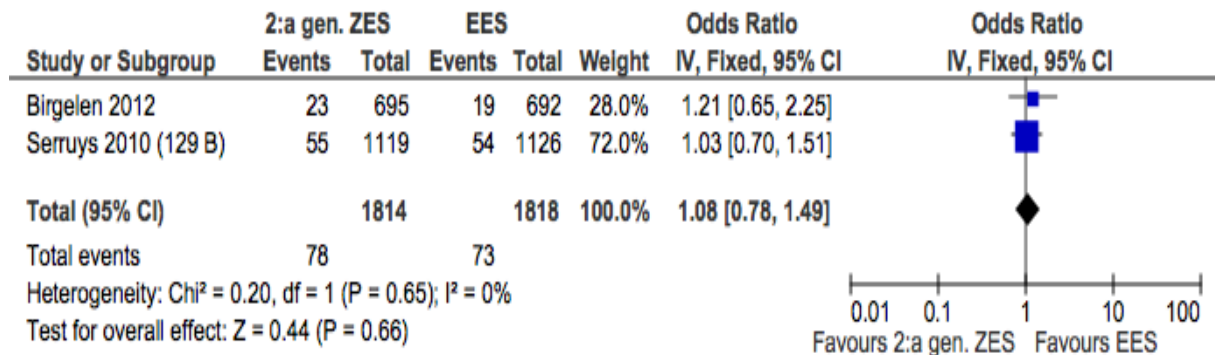 2:a gen. ZES EES Odds Ratio Odds Ratio
Study or Subgroup Events Total Events Total Weight IV, Fixed, 95% CI IV, Fixed, 95% CI
Birgelen 2012 23 695 19 692 28.0% 1.21 [0.65, 2.25]
Serruys 2010 (129 B) 55 1119 54 1126 72.0% 1.03 [0.70, 1.51]
Total (95% CI) 1814 1818 100.0% 1.08 [0.78, 1.49]
Total events 78 73
Heterogeneity: Chi² = 0.20, df = 1 (P = 0.65); I² = 0%
Test for overall effect: Z = 0.44 (P = 0.66)
0.01 0.1 1 10 100
Favours 2:a gen. ZES Favours EES